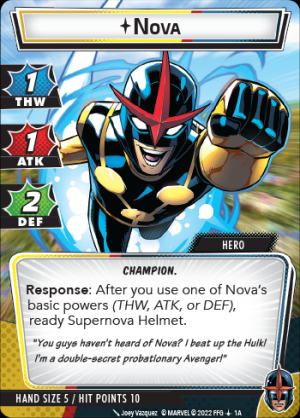 Nova
1
THW
1
ATK
2
DEF
HERO
CHAMPION.
Response: After you use one of Nova's
basic powers (THW, ATK, or DEF),
ready Supernova Helmet.
"You guys haven't heard of Nova? I beat up the Hulk!
I'm a double-secret probationary Avenger!"
HAND SIZE 5 / HIT POINTS 10
Joey Vazquez © MARVEL © 2022 FFG 1A